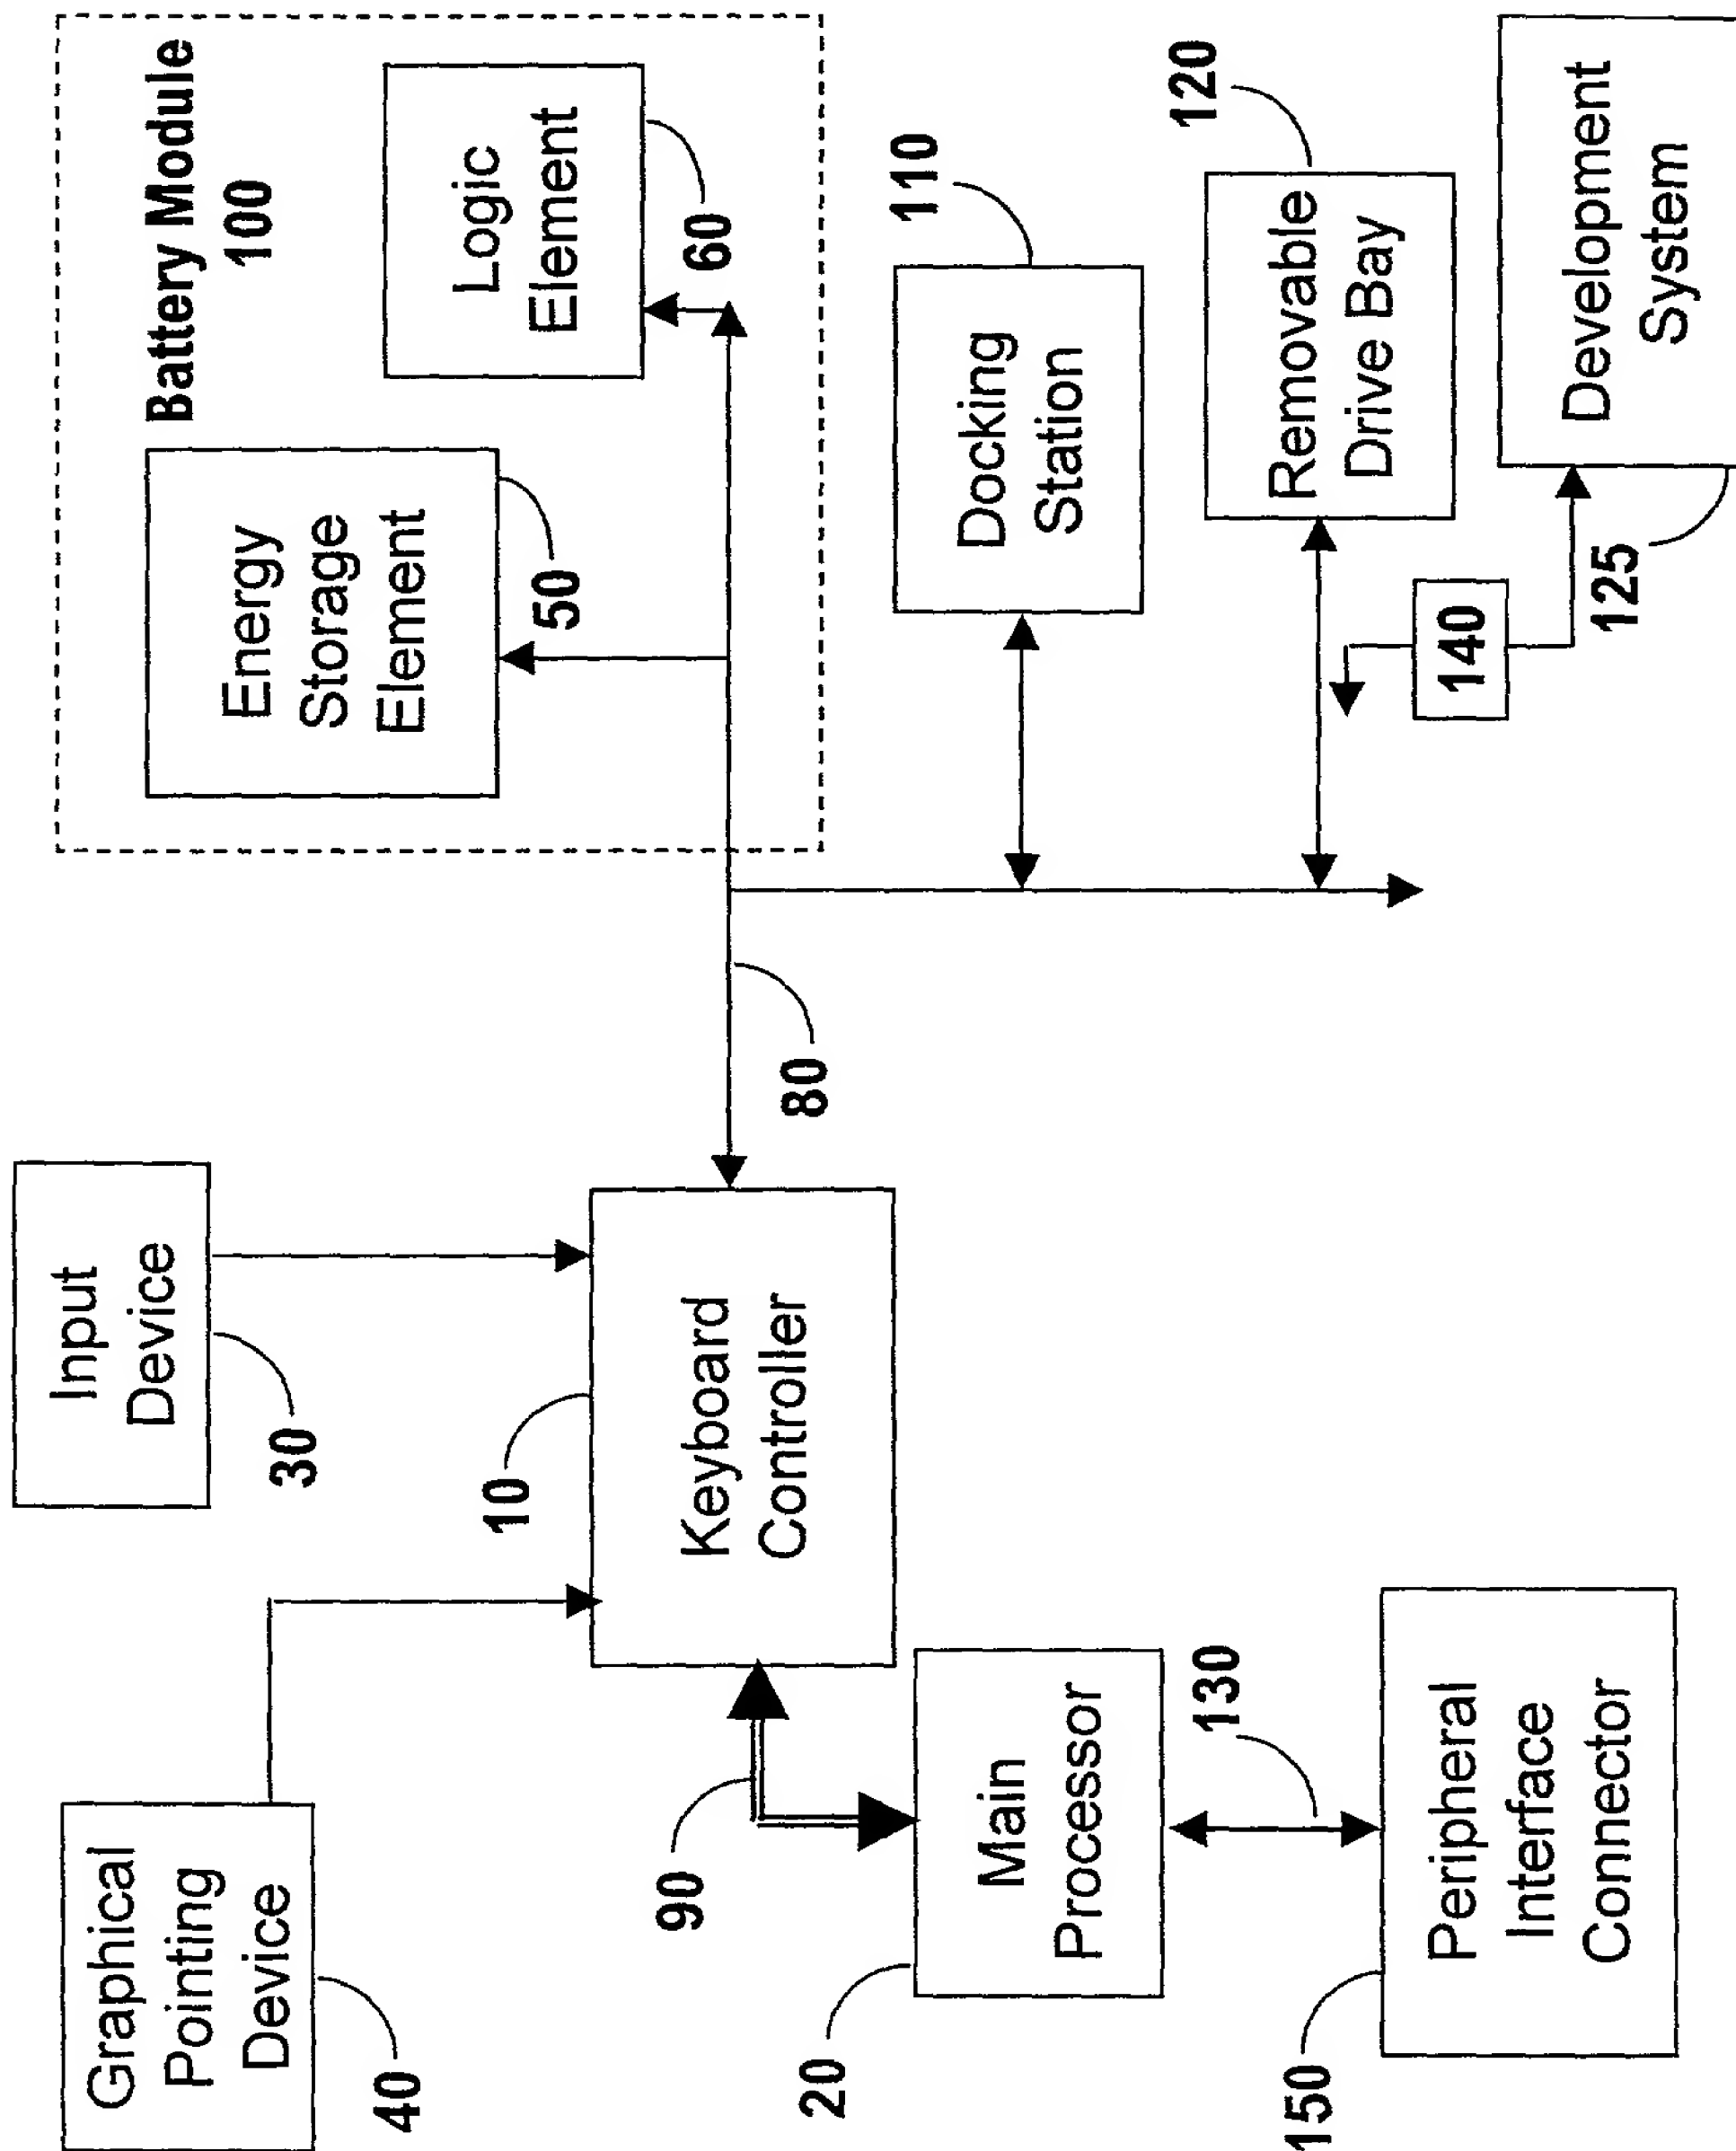 Graphical
Pointing
Device
40
Input
Device
30
Battery Module
100
Energy
Storage
Element
50
Logic
Element
60
10
Keyboard
Controller
80
90
20
Main
Processor
130
150
Peripheral
Interface
Connector
Docking
Station
110
Removable
Drive Bay
120
140
Development
System
125